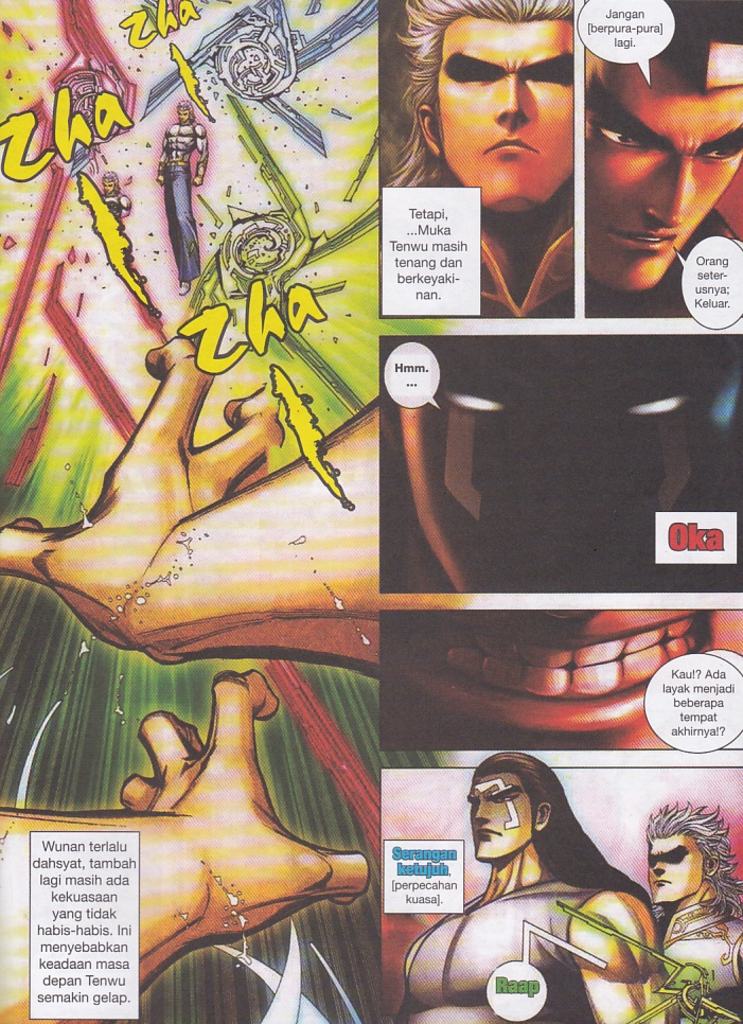 Zha
Zha
Zha
Wunan terlalu
dahsyat, tambah
lagi masih ada
kekuasaan
yang tidak
habis-habis. Ini
menyebabkan
keadaan masa
depan Tenwu
semakin gelap.
Tetapi,
...Muka
Tenwu masih
tenang dan
berkeyaki-
nan.
Jangan
[berpura-pura]
lagi.
Orang
seter-
usnya;
Keluar.
Hmm.
...
Oka
Kau!? Ada
layak menjadi
beberapa
tempat
akhirnya!?
Serangan
ketujuh,
[perpecahan
kuasa].
Raap